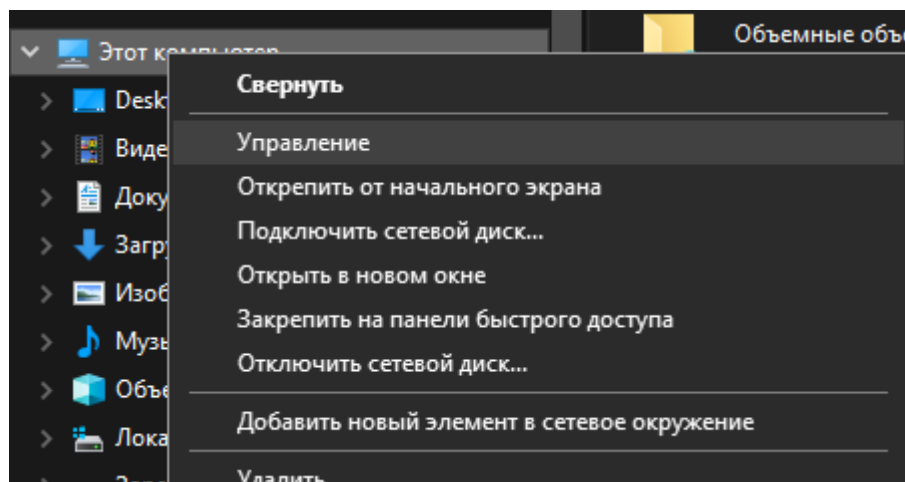 Объемные объ
Этот компьютер
Свернуть
Desk
Виде
Управление
Доку
Открепить от начального экрана
Загру
Подключить сетевой диск...
Изоб
Открыть в новом окне
Музы
Закрепить на панели быстрого доступа
Объе
Отключить сетевой диск...
Лока
Добавить новый элемент в сетевое окружение
Удалить